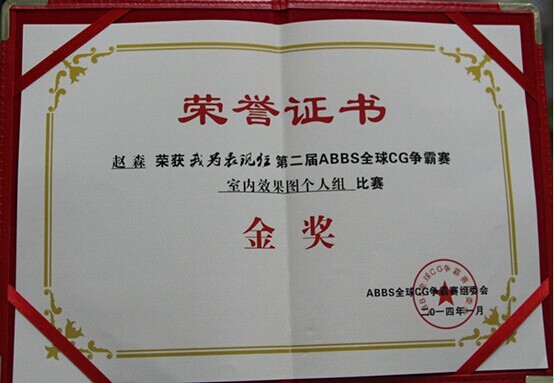 荣誉证书
赵森 荣获我为表现狂第二届ABBS全球CG争霸赛
室内效果图个人组 比赛
金奖
ABBS全球CG争霸赛组委会
二〇一四年一月